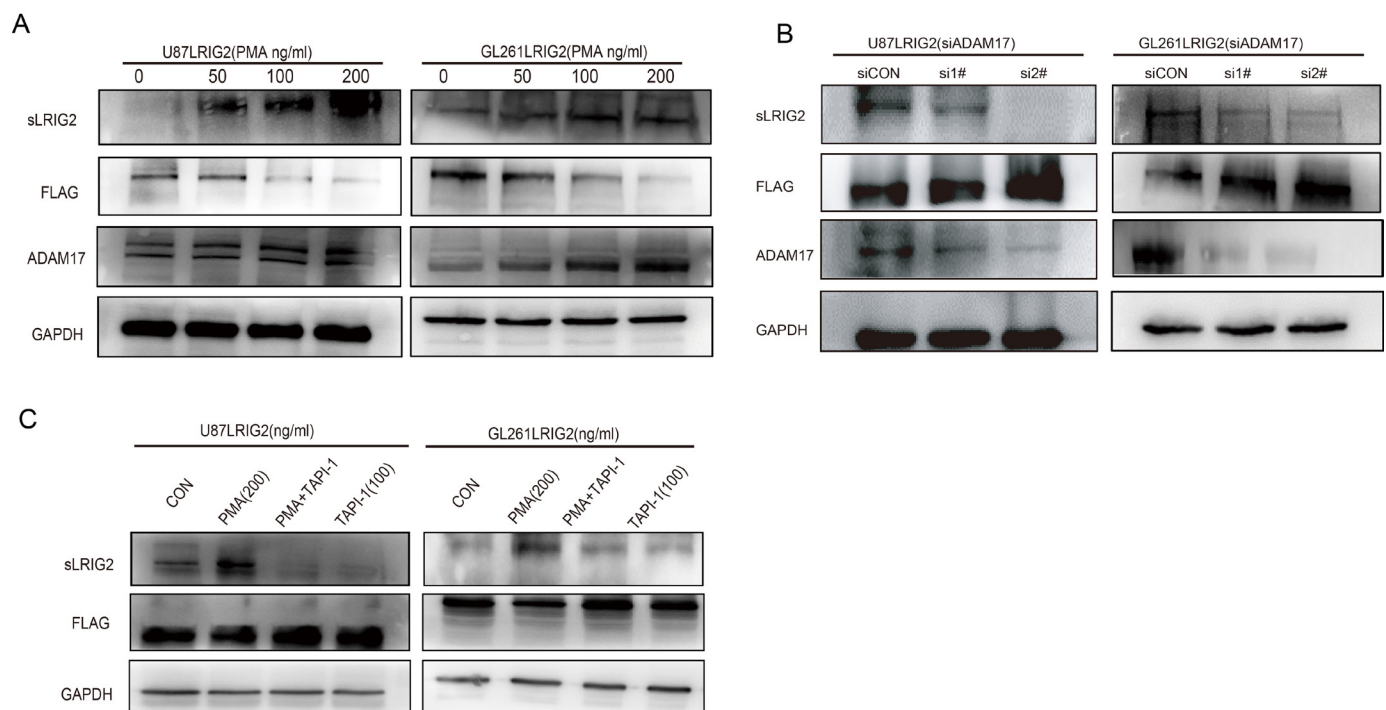 A
U87LRIG2(PMA ng/ml)
GL261LRIG2(PMA ng/ml)
0 50 100 200
0 50 100 200
sLRIG2
FLAG
ADAM17
GAPDH
B
U87LRIG2(siADAM17)
GL261LRIG2(siADAM17)
siCON si1# si2#
siCON si1# si2#
sLRIG2
FLAG
ADAM17
GAPDH
C
U87LRIG2(ng/ml)
GL261LRIG2(ng/ml)
CON PMA(200) PMA+TAPI-1 TAPI-1(100)
CON PMA(200) PMA+TAPI-1 TAPI-1(100)
sLRIG2
FLAG
GAPDH